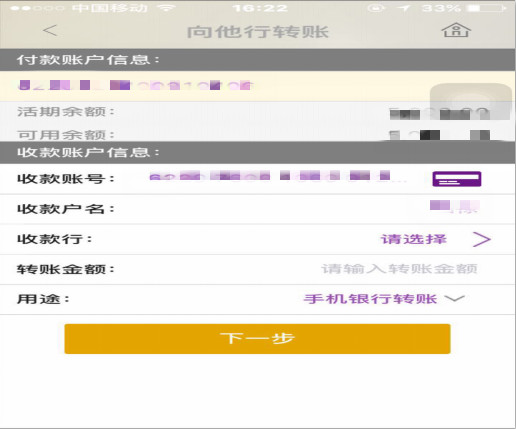 中国移动 16:22 33%
向他行转账
付款账户信息：
活期余额：
可用余额：
收款账户信息：
收款账号：
收款户名：
收款行： 请选择
转账金额： 请输入转账金额
用途： 手机银行转账
下一步